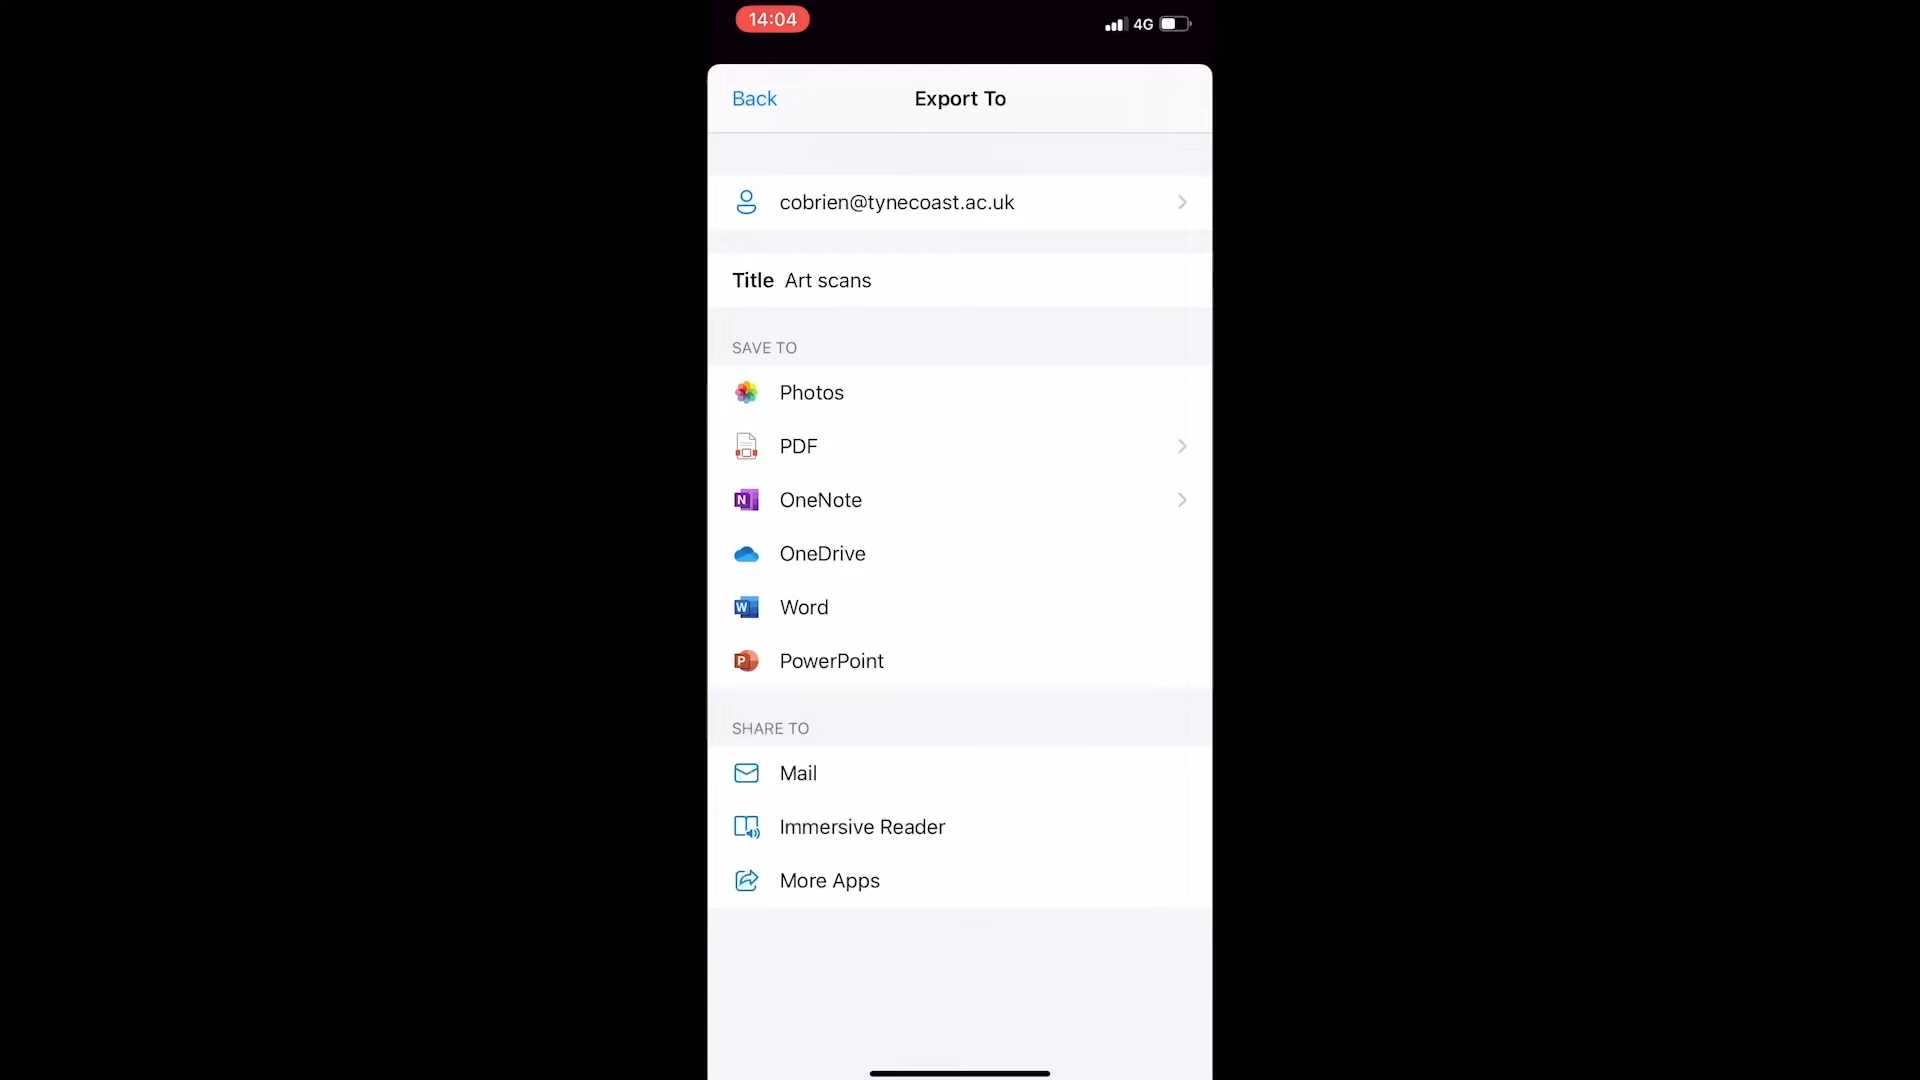 14:04
4G
Back
Export To
cobrien@tynecoast.ac.uk
Title Art scans
SAVE TO
Photos
PDF
N OneNote
OneDrive
W Word
P PowerPoint
SHARE TO
Mail
Immersive Reader
More Apps